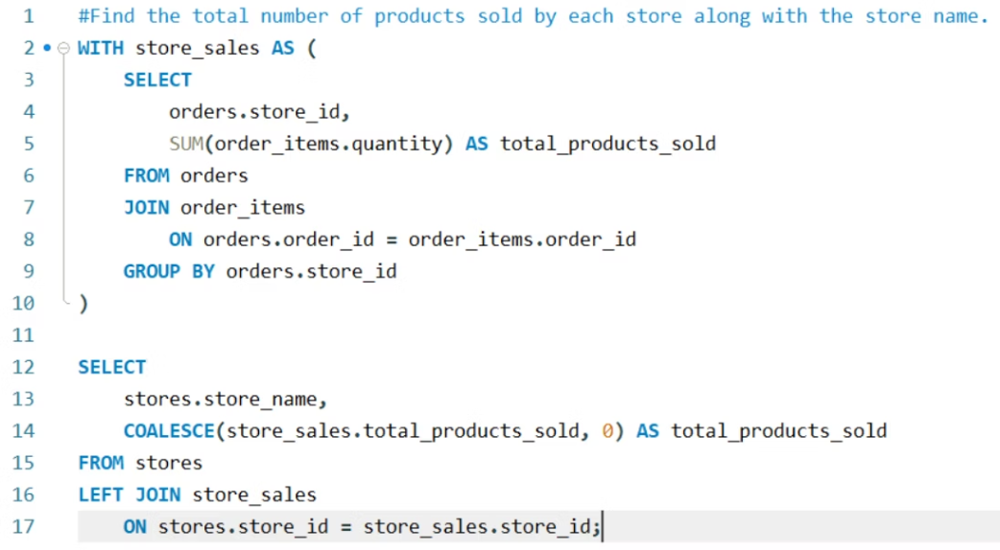 1 #Find the total number of products sold by each store along with the store name.
2 WITH store_sales AS (
3 SELECT
4 orders.store_id,
5 SUM(order_items.quantity) AS total_products_sold
6 FROM orders
7 JOIN order_items
8 ON orders.order_id = order_items.order_id
9 GROUP BY orders.store_id
10 )
11
12 SELECT
13 stores.store_name,
14 COALESCE(store_sales.total_products_sold, 0) AS total_products_sold
15 FROM stores
16 LEFT JOIN store_sales
17 ON stores.store_id = store_sales.store_id;